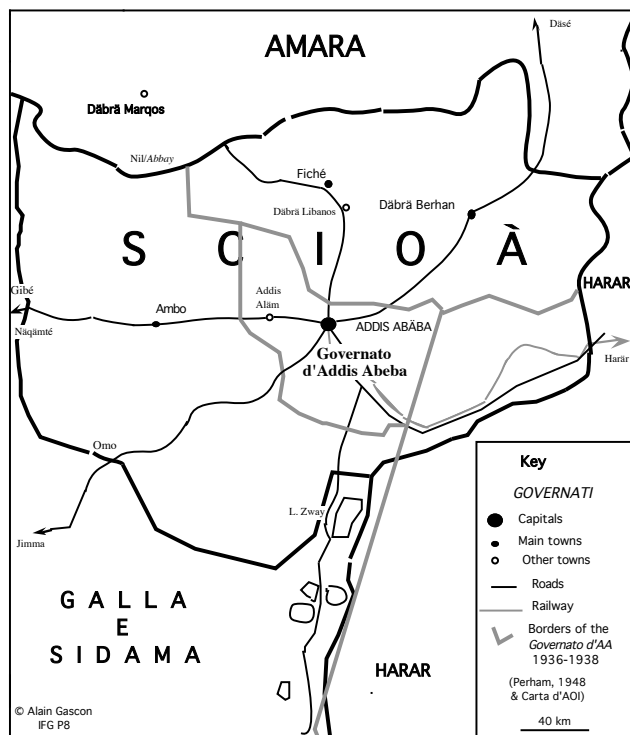 Däsé
AMARA
Däbrä Marqos
Nil/Abbay
Fiché
Däbrä Libanos
Däbrä Berhan
S C I O À
Gibé
HARAR
Addis
Aläm
Ambo
ADDIS ABÄBA
Näqämté
Governato
d'Addis Abeba
Harär
Omo
L. Zway
Jimma
GALLA
E
SIDAMA
HARAR
Key
GOVERNATI
Capitals
Main towns
Other towns
Roads
Railway
Borders of the
Governato d'AA
1936-1938
(Perham, 1948
& Carta d'AOI)
40 km
© Alain Gascon
IFG P8